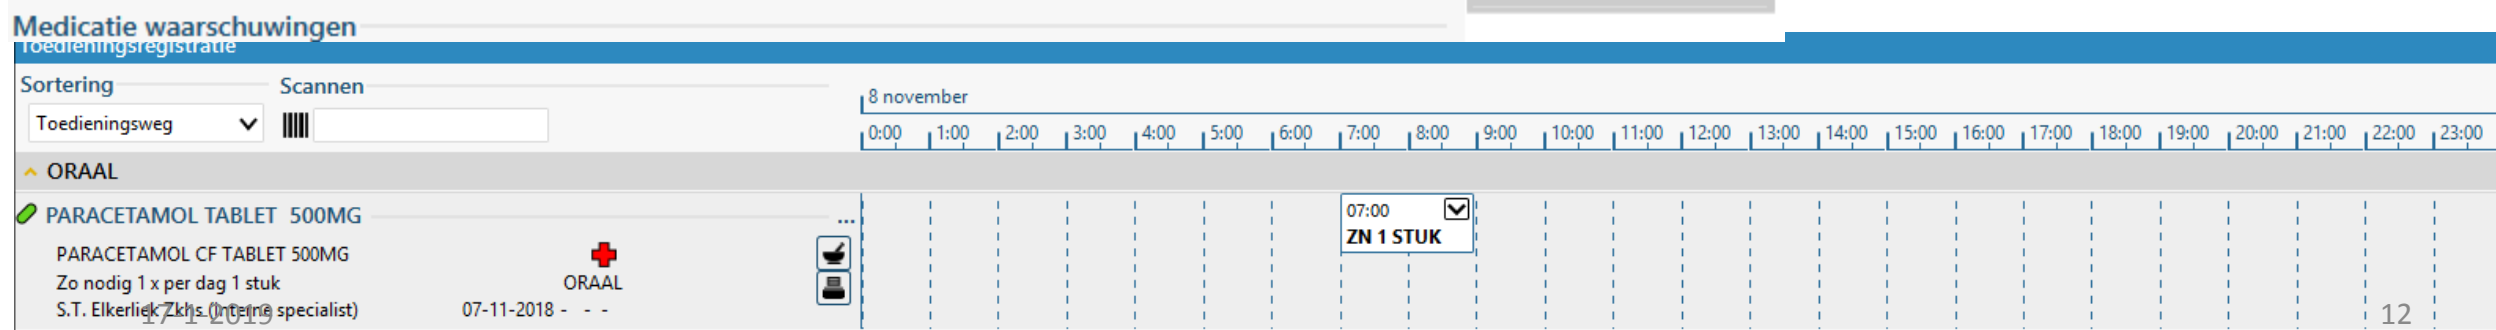 Medicatie waarschuwingen
Toedieningsregistratie
Sortering Scannen
8 november
Toedieningsweg
0:00 1:00 2:00 3:00 4:00 5:00 6:00 7:00 8:00 9:00 10:00 11:00 12:00 13:00 14:00 15:00 16:00 17:00 18:00 19:00 20:00 21:00 22:00 23:00
ORAAL
PARACETAMOL TABLET 500MG ...
07:00
ZN 1 STUK
PARACETAMOL CF TABLET 500MG
Zo nodig 1 x per dag 1 stuk ORAAL
S.T. Elkerliek Zkhs (Interne specialist) 07-11-2018 - - -
17-1-2019 12